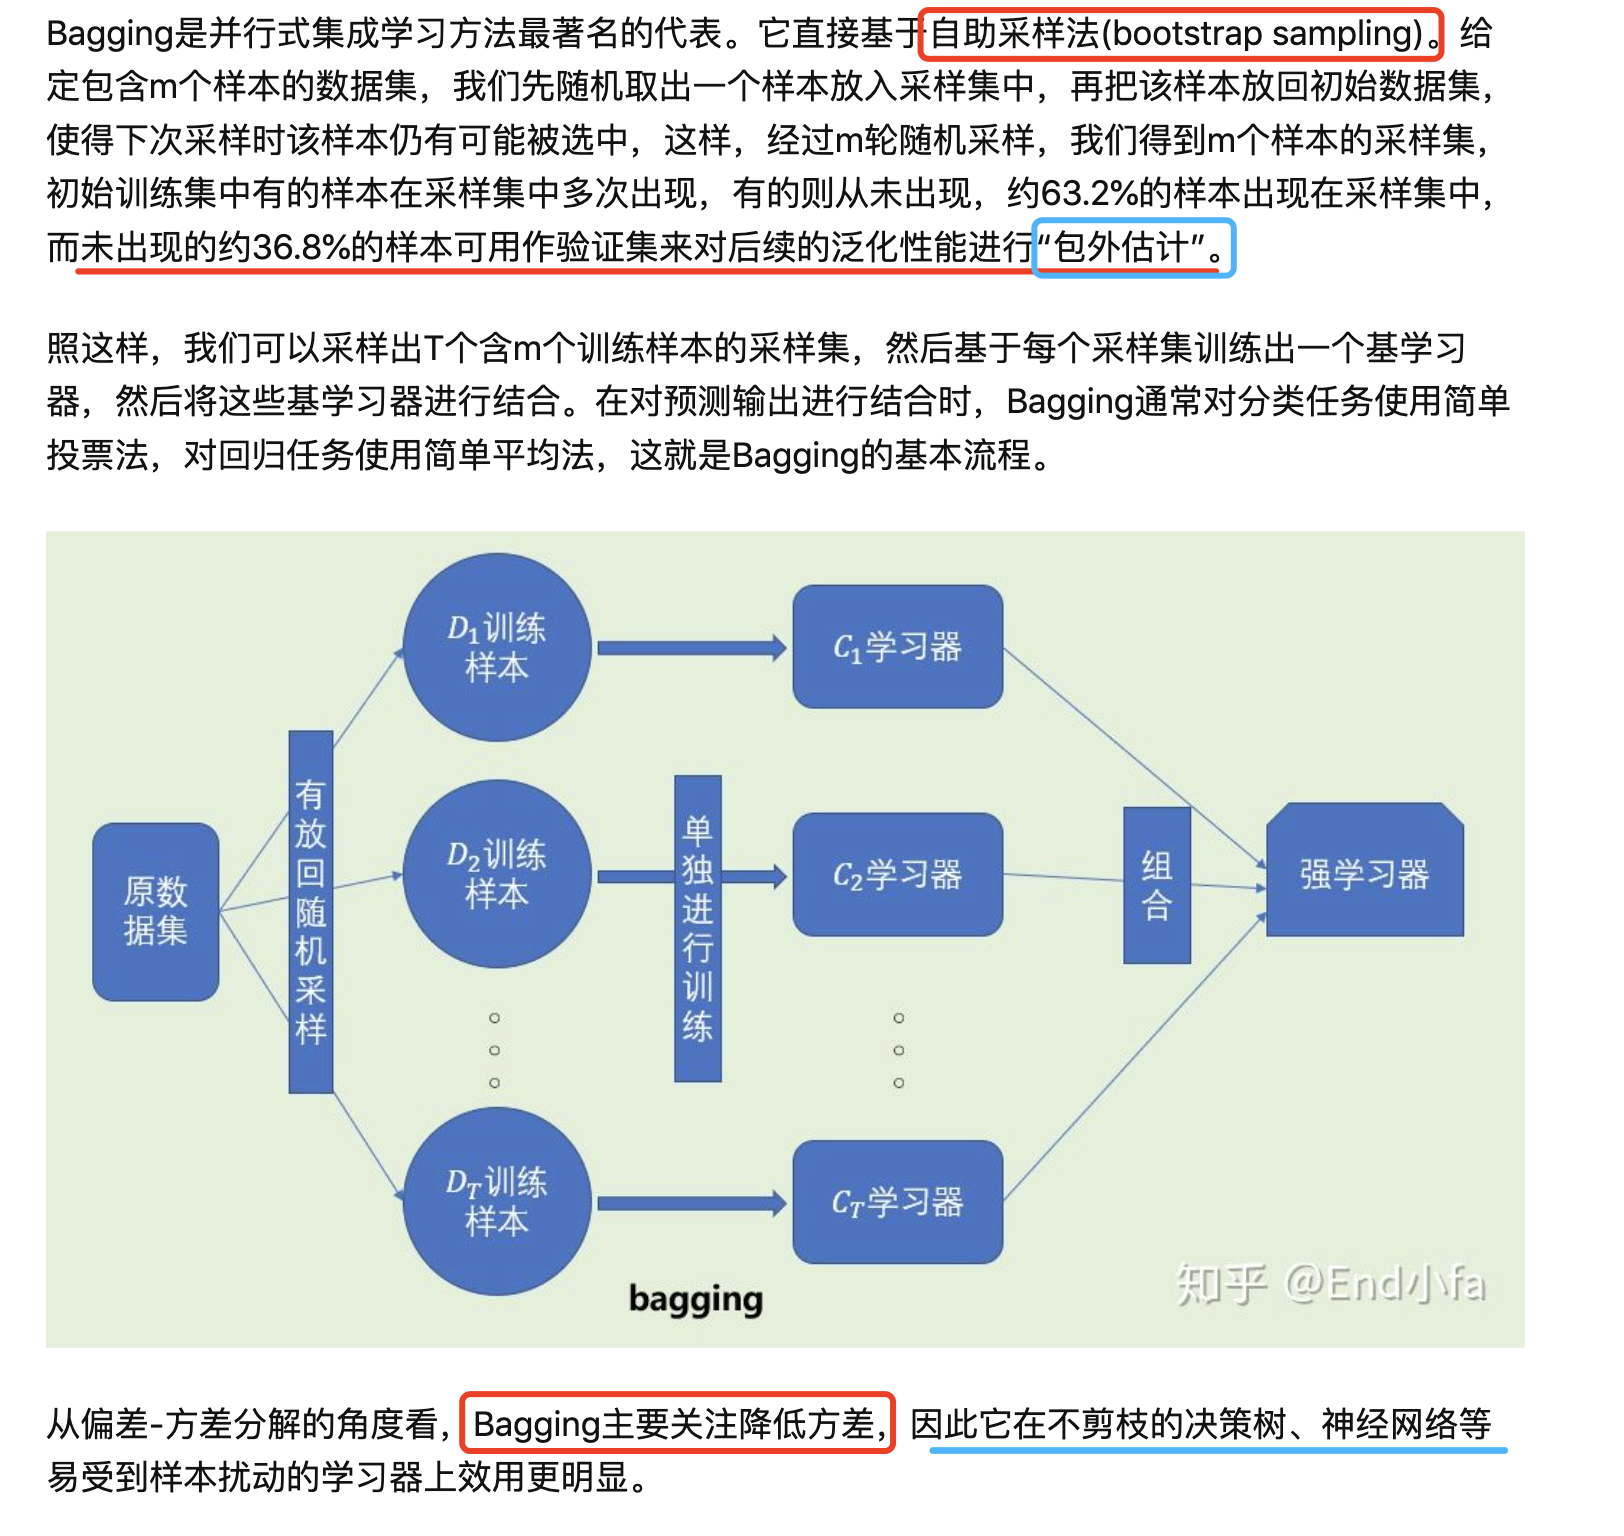 Bagging是并行式集成学习方法最著名的代表。它直接基于自助采样法(bootstrap sampling)。给
定包含m个样本的数据集，我们先随机取出一个样本放入采样集中，再把该样本放回初始数据集，
使得下次采样时该样本仍有可能被选中，这样，经过m轮随机采样，我们得到m个样本的采样集，
初始训练集中有的样本在采样集中多次出现，有的则从未出现，约63.2%的样本出现在采样集中，
而未出现的约36.8%的样本可用作验证集来对后续的泛化性能进行“包外估计”。
照这样，我们可以采样出T个含m个训练样本的采样集，然后基于每个采样集训练出一个基学习
器，然后将这些基学习器进行结合。在对预测输出进行结合时，Bagging通常对分类任务使用简单
投票法，对回归任务使用简单平均法，这就是Bagging的基本流程。
原数
据集
有放回随机采样
D₁训练
样本
D₂训练
样本
D_T训练
样本
单独进行训练
C₁学习器
C₂学习器
C_T学习器
组合
强学习器
bagging
知乎 @End小fa
从偏差-方差分解的角度看，Bagging主要关注降低方差，因此它在不剪枝的决策树、神经网络等
易受到样本扰动的学习器上效用更明显。